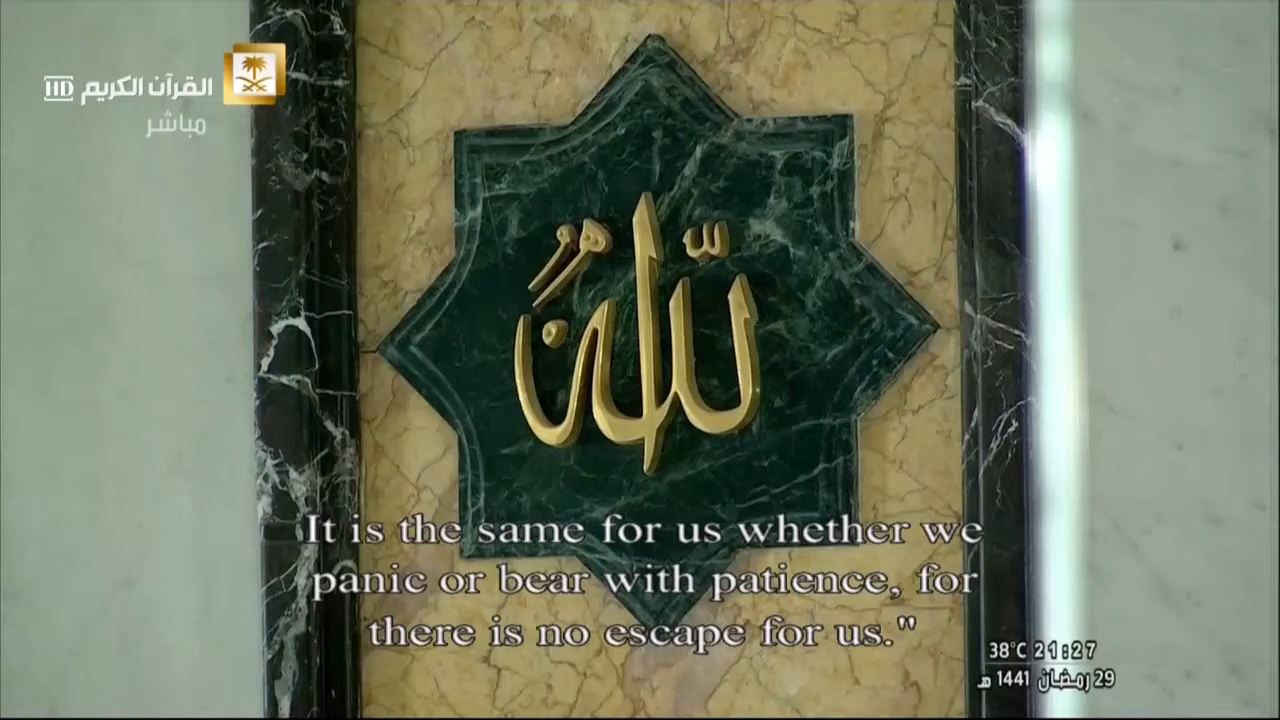 القرآن الكريم HD
مباشر
الله
It is the same for us whether we
panic or bear with patience, for
there is no escape for us."
38°C 21:27
29 رمضان 1441 هـ